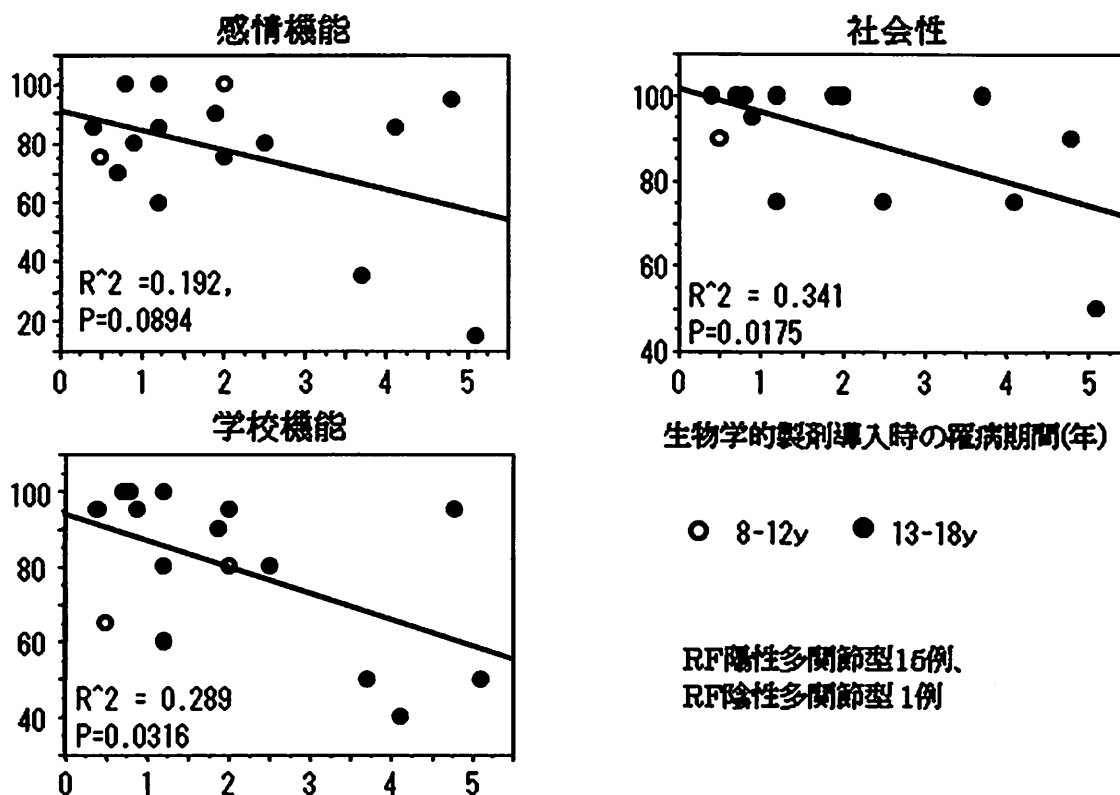 感情機能
100
80
60
40
20
R^2 =0.192,
P=0.0894
0 1 2 3 4 5
社会性
100
80
60
40
R^2 = 0.341
P=0.0175
0 1 2 3 4 5
生物学的製剤導入時の罹病期間(年)
学校機能
100
80
60
40
R^2 = 0.289
P=0.0316
0 1 2 3 4 5
8-12y 13-18y
RF陽性多関節型15例、
RF陰性多関節型1例